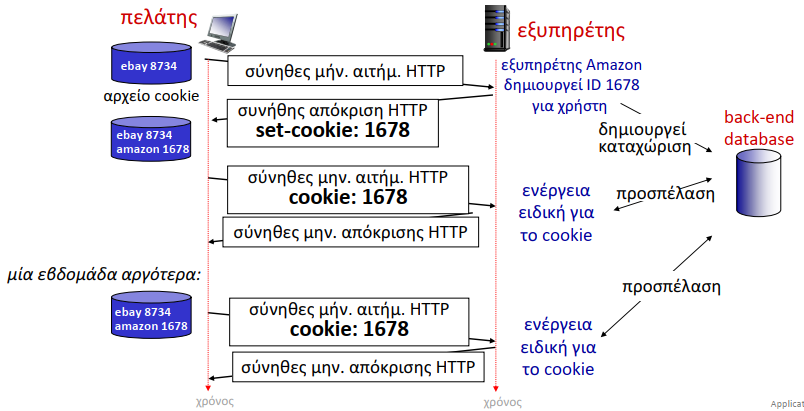 πελάτης
εξυπηρέτης
ebay 8734
αρχείο cookie
σύνηθες μήν. αιτήμ. HTTP
εξυπηρέτης Amazon
δημιουργεί ID 1678
για χρήστη
συνήθης απόκριση HTTP
set-cookie: 1678
ebay 8734
amazon 1678
δημιουργεί
καταχώριση
back-end
database
σύνηθες μην. αιτήμ. HTTP
cookie: 1678
ενέργεια
ειδική για
το cookie
προσπέλαση
σύνηθες μην. απόκρισης HTTP
μία εβδομάδα αργότερα:
ebay 8734
amazon 1678
σύνηθες μήν. αιτήμ. HTTP
cookie: 1678
προσπέλαση
ενέργεια
ειδική για
το cookie
σύνηθες μήν. απόκρισης HTTP
χρόνος
χρόνος
Applicat